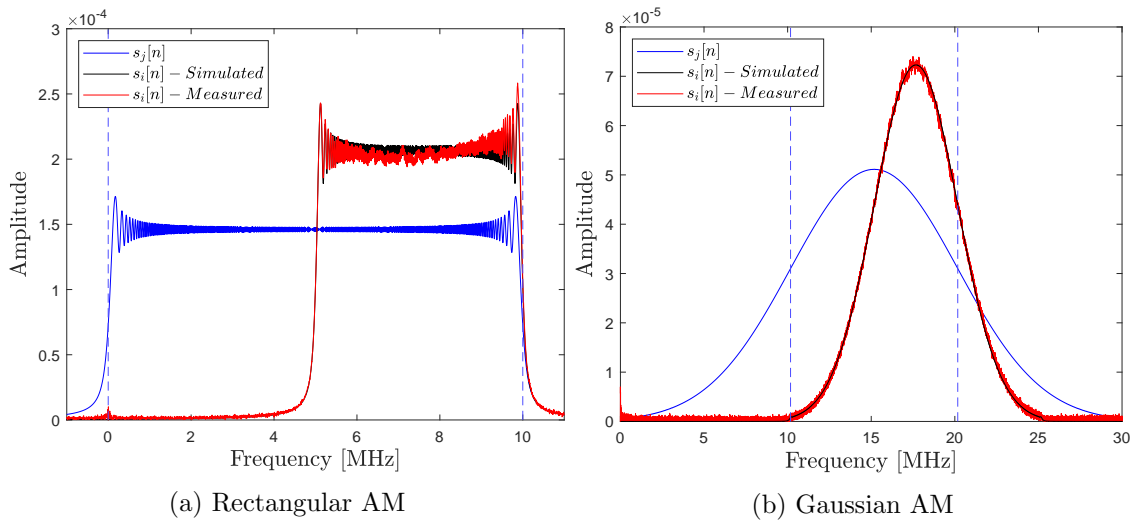 ×10⁻⁴
3
2.5
2
1.5
1
0.5
0
Amplitude
s_j[n]
s_i[n] − Simulated
s_i[n] − Measured
0 2 4 6 8 10
Frequency [MHz]
(a) Rectangular AM
×10⁻⁵
8
7
6
5
4
3
2
1
0
Amplitude
s_j[n]
s_i[n] − Simulated
s_i[n] − Measured
0 5 10 15 20 25 30
Frequency [MHz]
(b) Gaussian AM